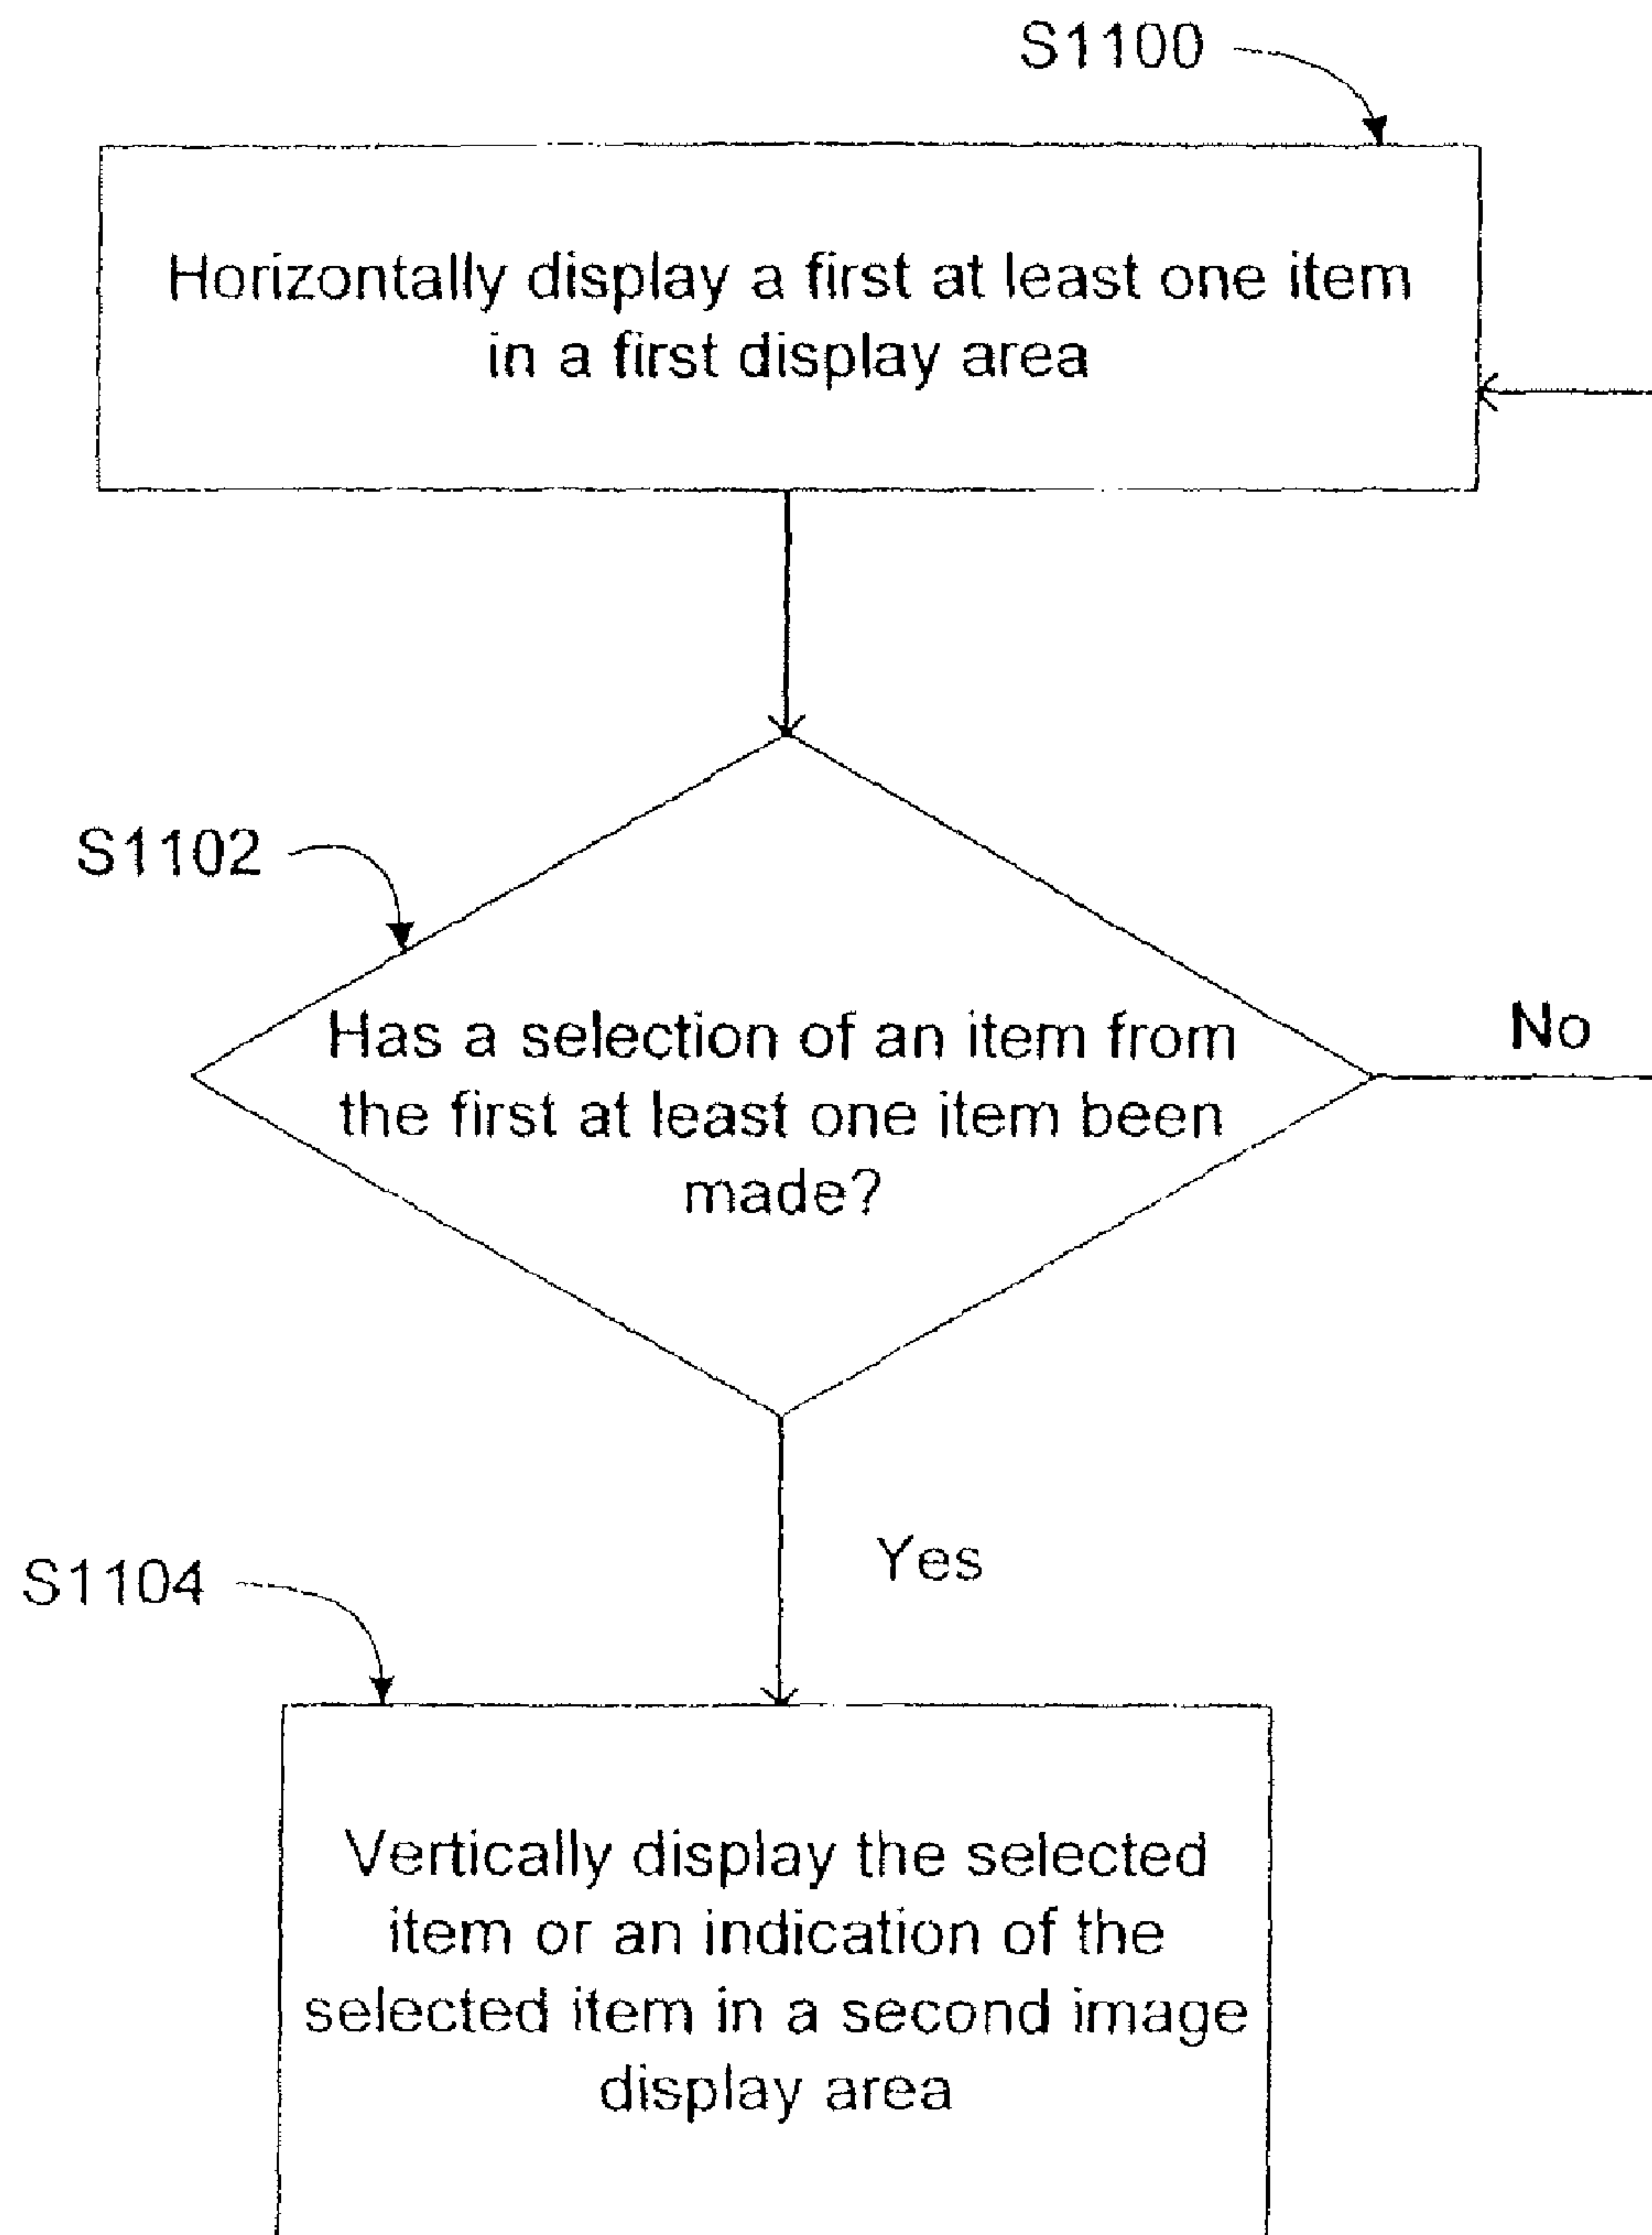 S1100
Horizontally display a first at least one item
in a first display area
S1102
Has a selection of an item from
the first at least one item been
made?
No
Yes
S1104
Vertically display the selected
item or an indication of the
selected item in a second image
display area